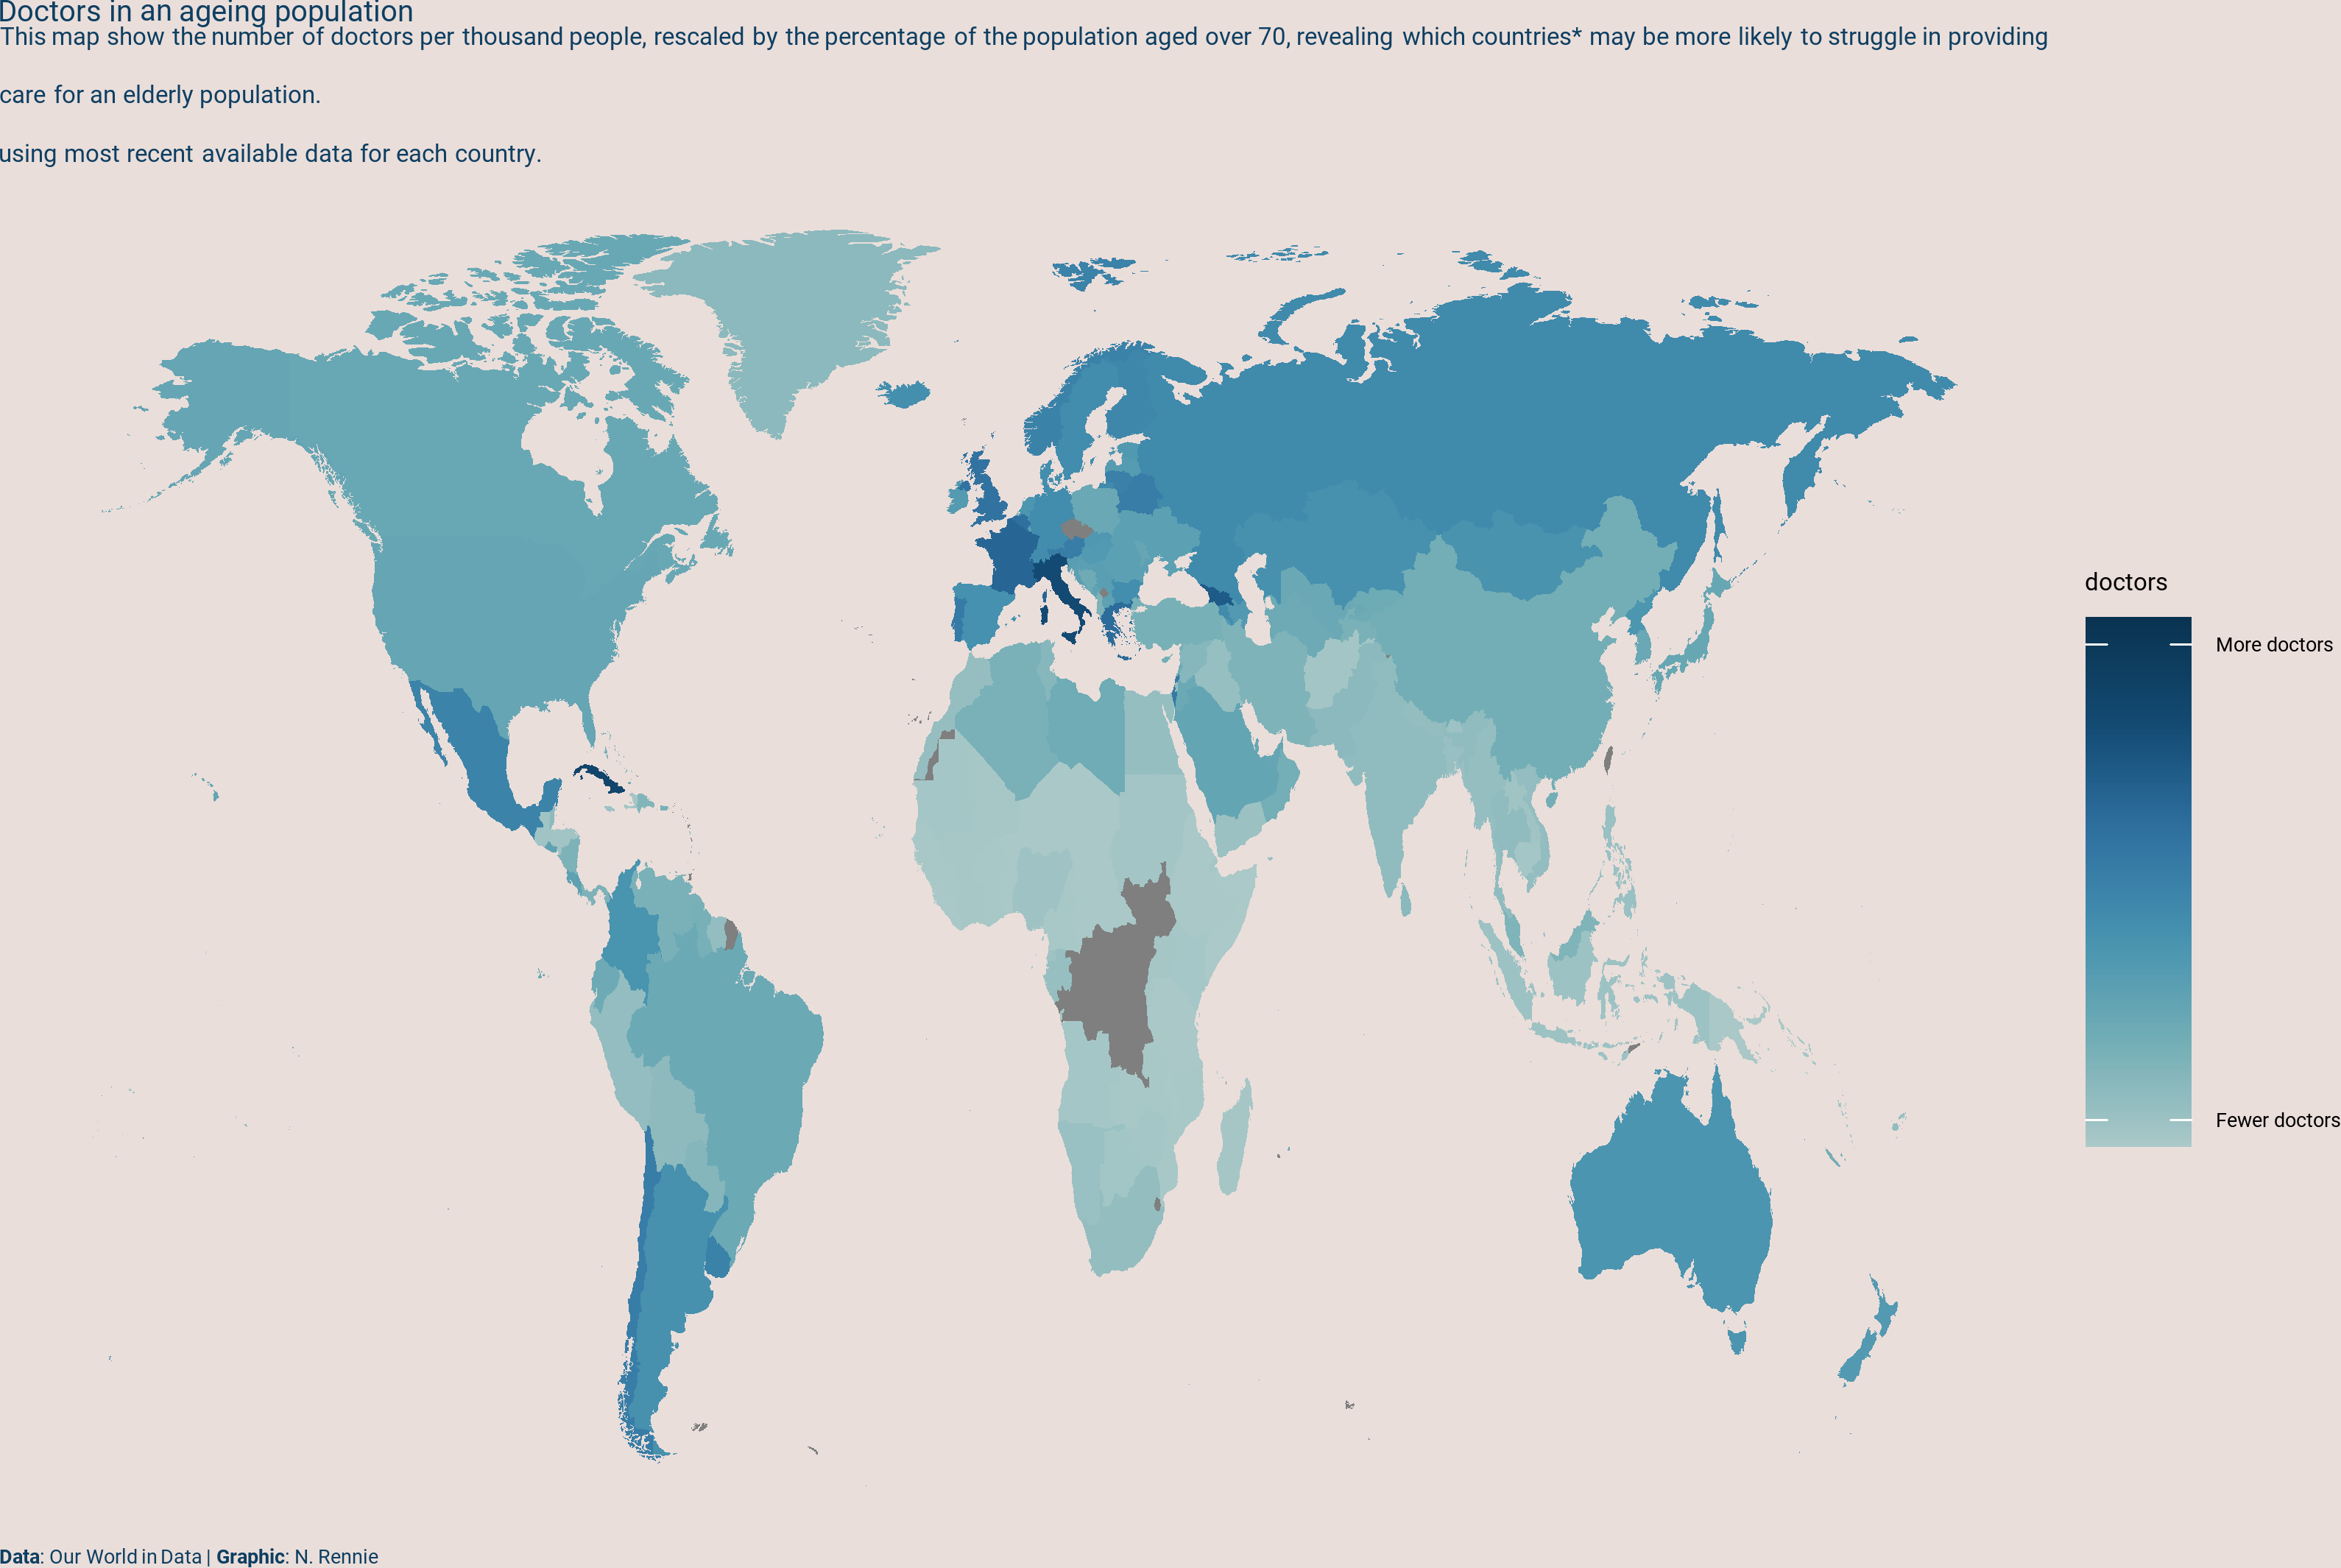 Doctors in an ageing population
This map show the number of doctors per thousand people, rescaled by the percentage of the population aged over 70, revealing which countries* may be more likely to struggle in providing
care for an elderly population.
using most recent available data for each country.
doctors
More doctors
Fewer doctors
Data: Our World in Data | Graphic: N. Rennie